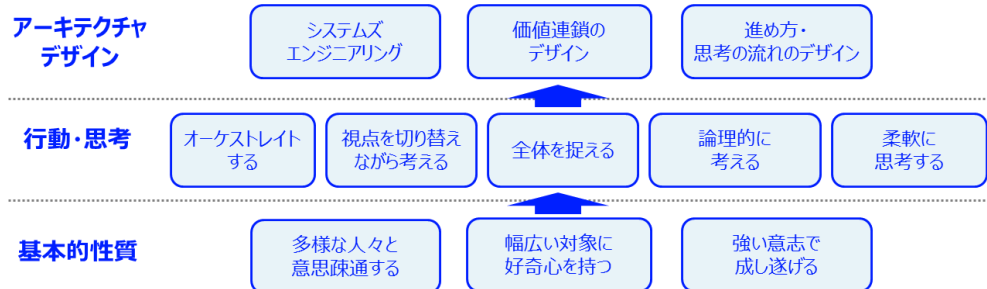 アーキテクチャ
デザイン
システムズ
エンジニアリング
価値連鎖の
デザイン
進め方・
思考の流れのデザイン
行動・思考
オーケストレイト
する
視点を切り替え
ながら考える
全体を捉える
論理的に
考える
柔軟に
思考する
基本的性質
多様な人々と
意思疎通する
幅広い対象に
好奇心を持つ
強い意志で
成し遂げる